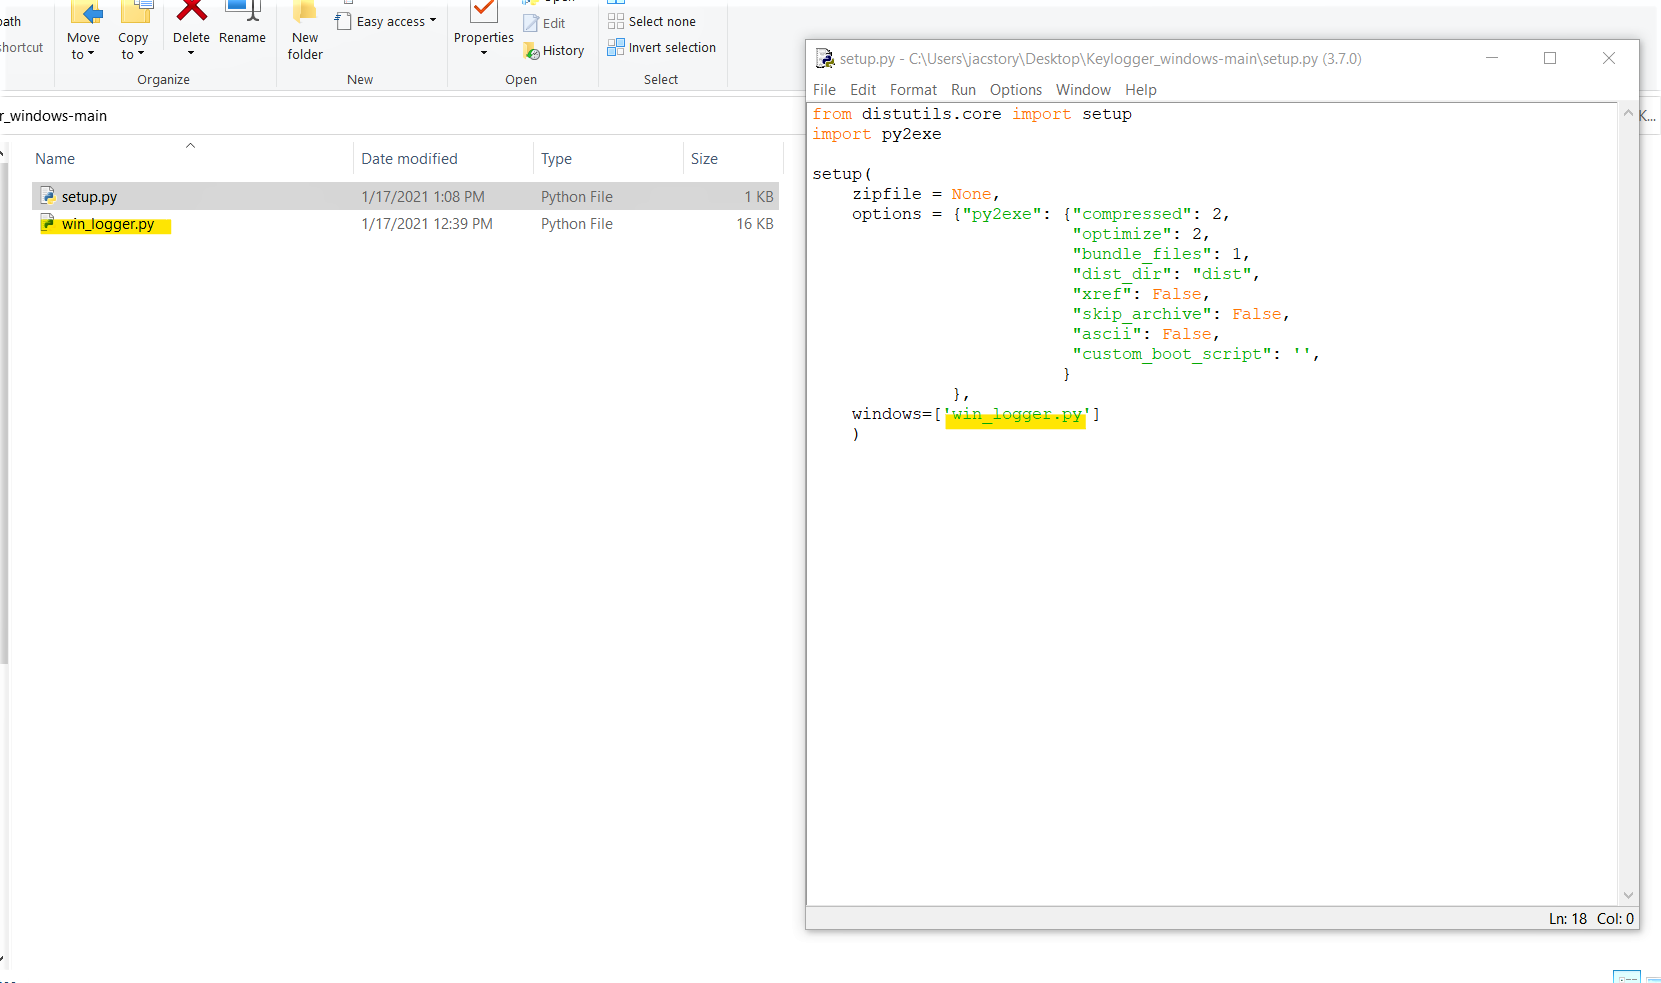 ath
hortcut
Move
to
Copy
to
Delete
Rename
Organize
New
folder
Easy access
New
Properties
Open
Edit
History
Open
Select none
Invert selection
Select
r_windows-main
Name
Date modified
Type
Size
setup.py 1/17/2021 1:08 PM Python File 1 KB
win_logger.py 1/17/2021 12:39 PM Python File 16 KB
setup.py - C:\Users\jacstory\Desktop\Keylogger_windows-main\setup.py (3.7.0)
File Edit Format Run Options Window Help
from distutils.core import setup
import py2exe
setup(
    zipfile = None,
    options = {"py2exe": {"compressed": 2,
                          "optimize": 2,
                          "bundle_files": 1,
                          "dist_dir": "dist",
                          "xref": False,
                          "skip_archive": False,
                          "ascii": False,
                          "custom_boot_script": '',
                         }
              },
    windows=['win_logger.py']
    )
K...
Ln: 18 Col: 0